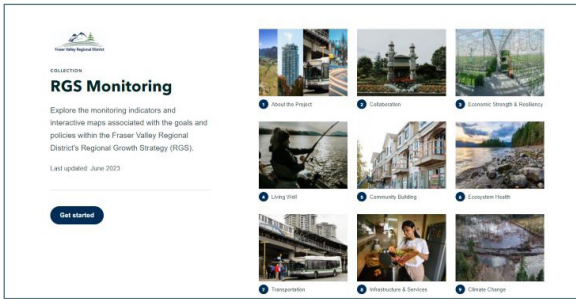 Fraser Valley Regional District
COLLECTION
RGS Monitoring
Explore the monitoring indicators and
interactive maps associated with the goals and
policies within the Fraser Valley Regional
District's Regional Growth Strategy (RGS).
Last updated: June 2023
Get started
1 About the Project
2 Collaboration
3 Economic Strength & Resiliency
4 Living Well
5 Community Building
6 Ecosystem Health
7 Transportation
8 Infrastructure & Services
9 Climate Change